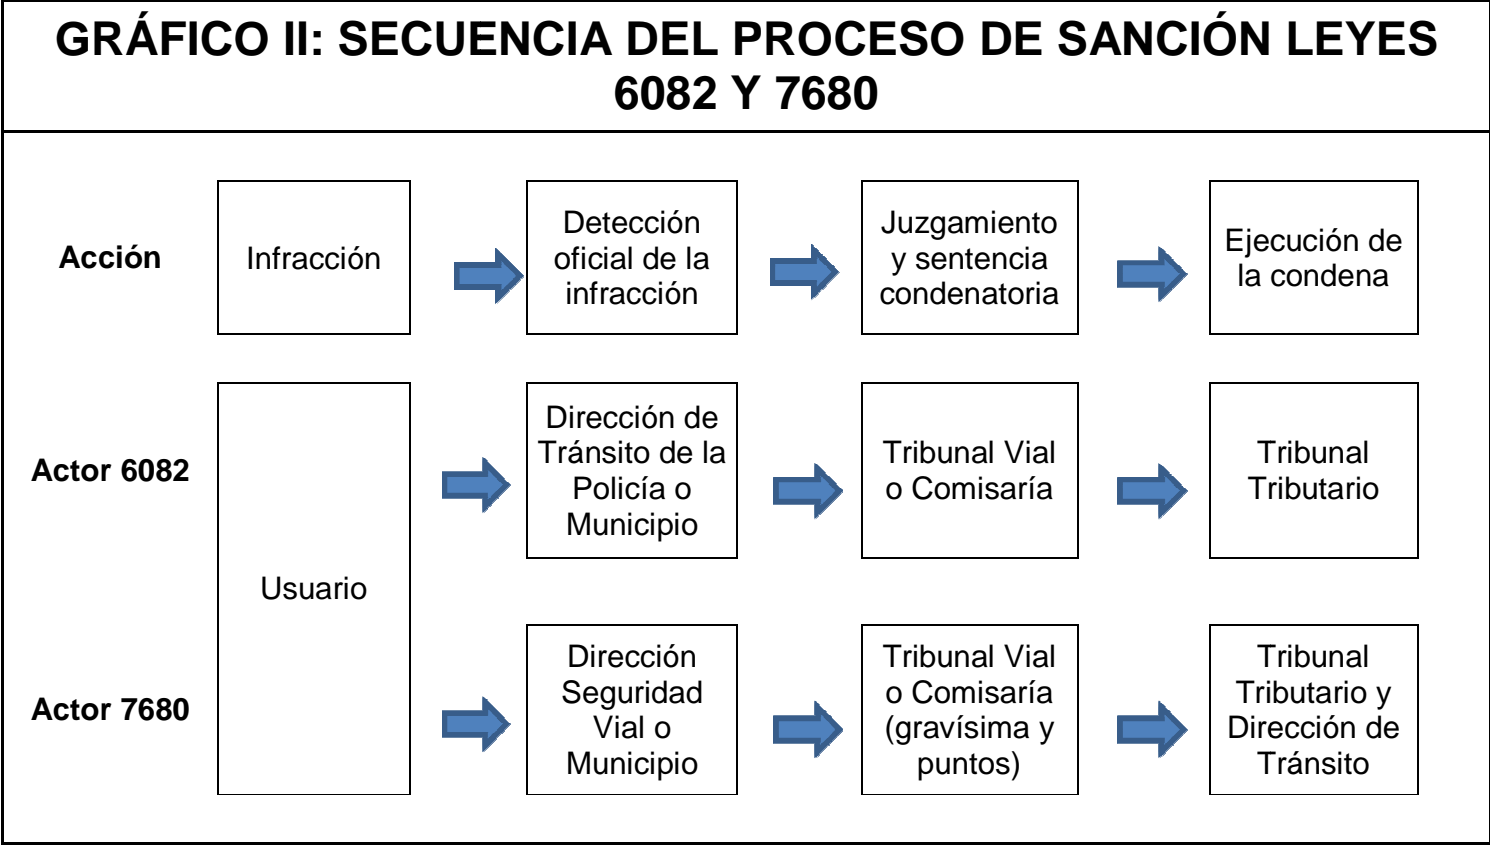 GRÁFICO II: SECUENCIA DEL PROCESO DE SANCIÓN LEYES
6082 Y 7680
Acción
Infracción
Detección
oficial de la
infracción
Juzgamiento
y sentencia
condenatoria
Ejecución de
la condena
Actor 6082
Usuario
Dirección de
Tránsito de la
Policía o
Municipio
Tribunal Vial
o Comisaría
Tribunal
Tributario
Actor 7680
Dirección
Seguridad
Vial o
Municipio
Tribunal Vial
o Comisaría
(gravísima y
puntos)
Tribunal
Tributario y
Dirección de
Tránsito